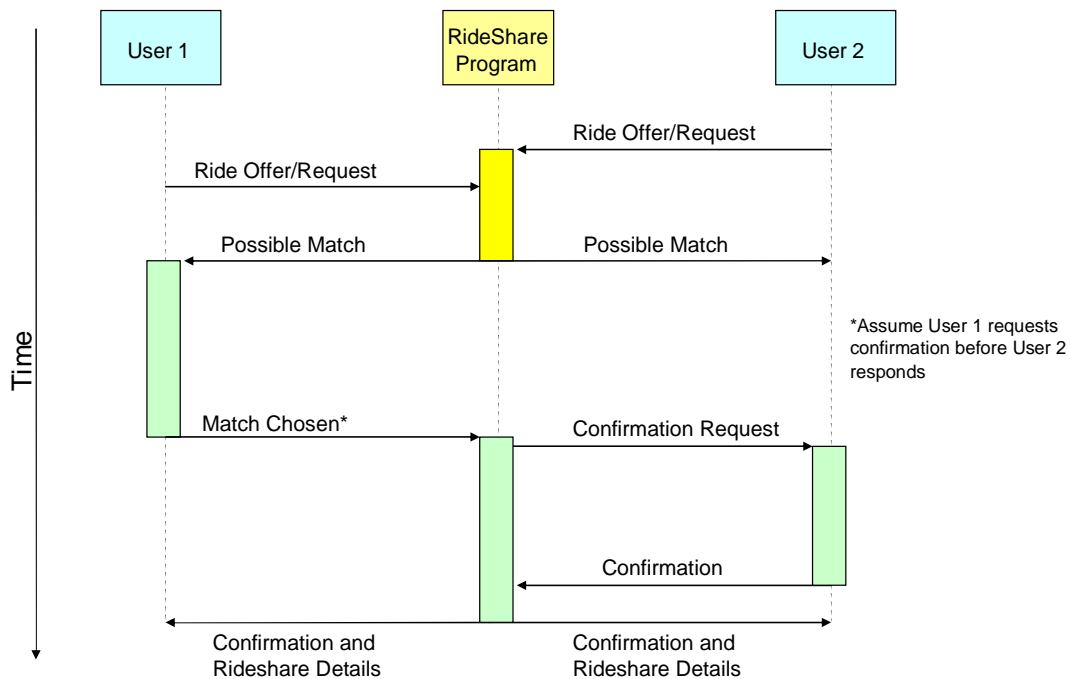 User 1
RideShare
Program
User 2
Ride Offer/Request
Ride Offer/Request
Possible Match
Possible Match
Time
*Assume User 1 requests
confirmation before User 2
responds
Match Chosen*
Confirmation Request
Confirmation
Confirmation and
Rideshare Details
Confirmation and
Rideshare Details